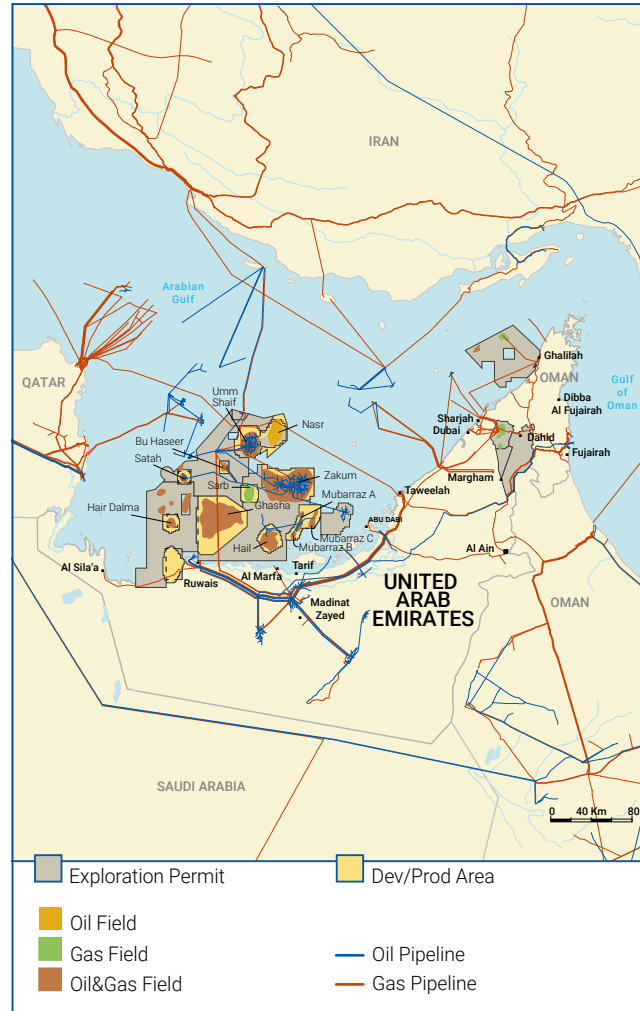 IRAN
Arabian
Gulf
QATAR
Ghalilah
OMAN
Gulf
of
Oman
Dibba
Al Fujairah
Umm
Shaif
Nasr
Sharjah
Dubai
Dahid
Fujairah
Bu Haseer
Satah
Sarb
Zakum
Margham
Taweelah
Mubarraz A
Ghasha
Hair Dalma
ABU DABI
Mubarraz C
Hail
Mubarraz B
Al Ain
Al Sila'a
Ruwais
Al Marfa
Tarif
UNITED
ARAB
EMIRATES
Madinat
Zayed
OMAN
SAUDI ARABIA
0 40 Km 80
Exploration Permit
Dev/Prod Area
Oil Field
Gas Field
Oil&Gas Field
Oil Pipeline
Gas Pipeline